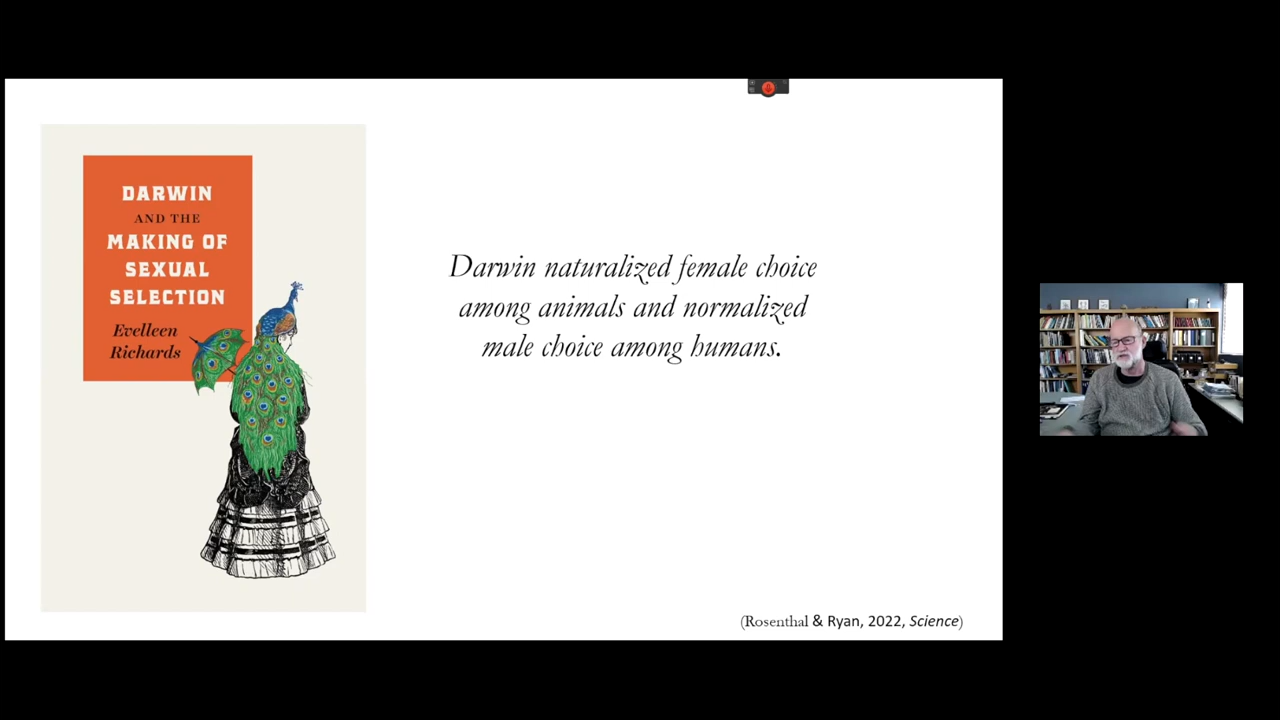 DARWIN
AND THE
MAKING OF
SEXUAL
SELECTION
Evelleen
Richards
Darwin naturalized female choice
among animals and normalized
male choice among humans.
(Rosenthal & Ryan, 2022, Science)